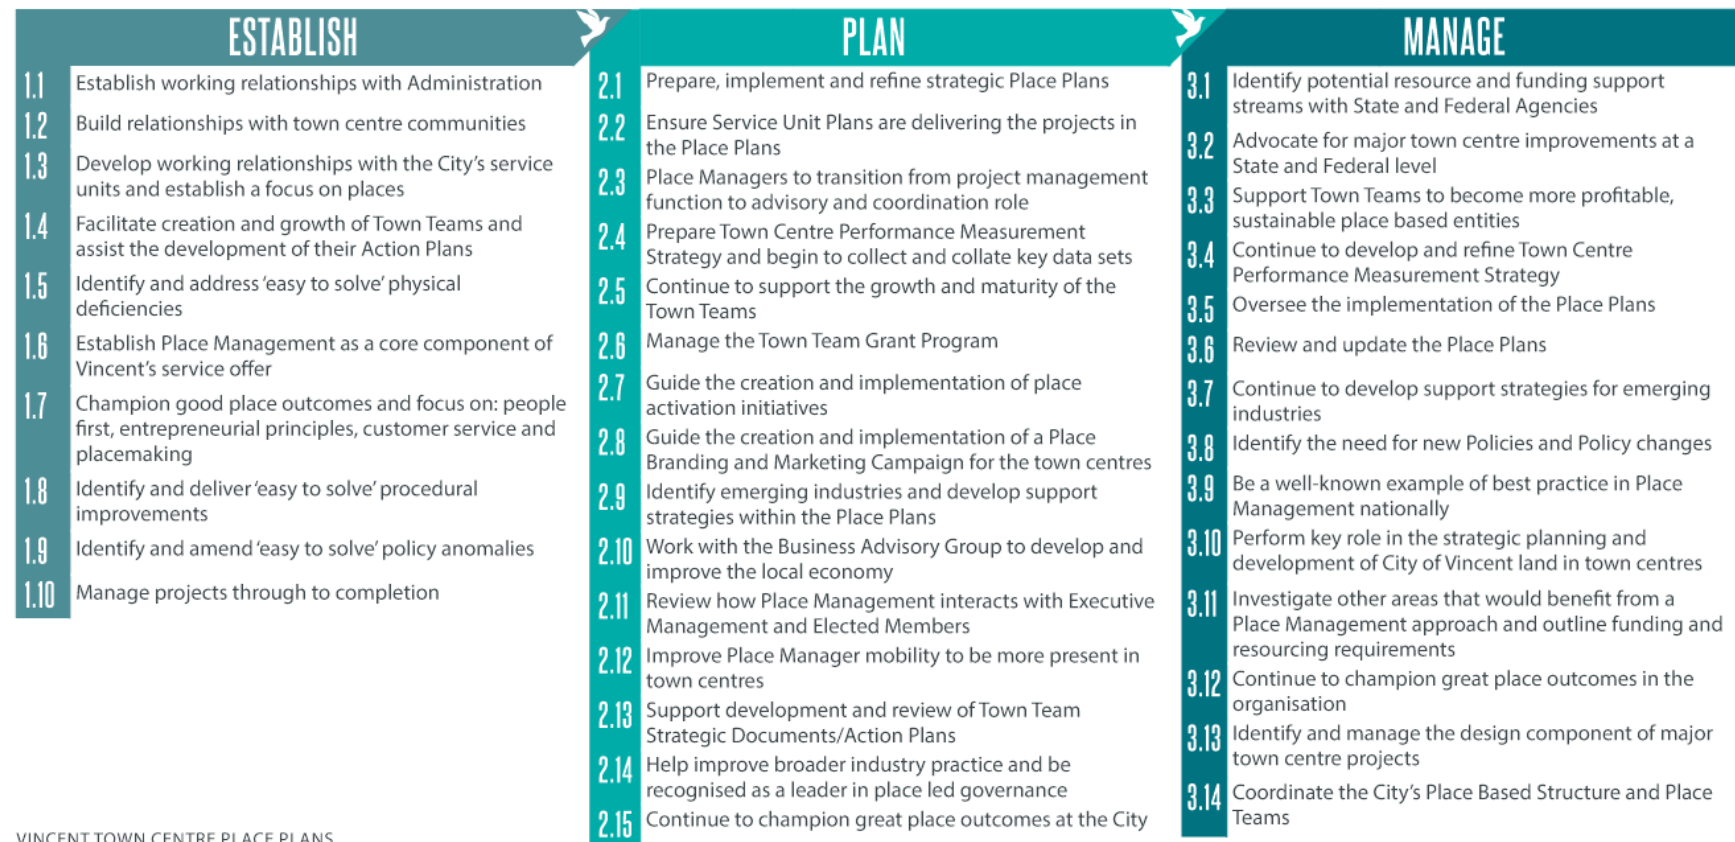 ESTABLISH
1.1 Establish working relationships with Administration
1.2 Build relationships with town centre communities
1.3 Develop working relationships with the City's service
units and establish a focus on places
1.4 Facilitate creation and growth of Town Teams and
assist the development of their Action Plans
1.5 Identify and address 'easy to solve' physical
deficiencies
1.6 Establish Place Management as a core component of
Vincent's service offer
1.7 Champion good place outcomes and focus on: people
first, entrepreneurial principles, customer service and
placemaking
1.8 Identify and deliver 'easy to solve' procedural
improvements
1.9 Identify and amend 'easy to solve' policy anomalies
1.10 Manage projects through to completion
PLAN
2.1 Prepare, implement and refine strategic Place Plans
2.2 Ensure Service Unit Plans are delivering the projects in
the Place Plans
2.3 Place Managers to transition from project management
function to advisory and coordination role
2.4 Prepare Town Centre Performance Measurement
Strategy and begin to collect and collate key data sets
2.5 Continue to support the growth and maturity of the
Town Teams
2.6 Manage the Town Team Grant Program
2.7 Guide the creation and implementation of place
activation initiatives
2.8 Guide the creation and implementation of a Place
Branding and Marketing Campaign for the town centres
2.9 Identify emerging industries and develop support
strategies within the Place Plans
2.10 Work with the Business Advisory Group to develop and
improve the local economy
2.11 Review how Place Management interacts with Executive
Management and Elected Members
2.12 Improve Place Manager mobility to be more present in
town centres
2.13 Support development and review of Town Team
Strategic Documents/Action Plans
2.14 Help improve broader industry practice and be
recognised as a leader in place led governance
2.15 Continue to champion great place outcomes at the City
MANAGE
3.1 Identify potential resource and funding support
streams with State and Federal Agencies
3.2 Advocate for major town centre improvements at a
State and Federal level
3.3 Support Town Teams to become more profitable,
sustainable place based entities
3.4 Continue to develop and refine Town Centre
Performance Measurement Strategy
3.5 Oversee the implementation of the Place Plans
3.6 Review and update the Place Plans
3.7 Continue to develop support strategies for emerging
industries
3.8 Identify the need for new Policies and Policy changes
3.9 Be a well-known example of best practice in Place
Management nationally
3.10 Perform key role in the strategic planning and
development of City of Vincent land in town centres
3.11 Investigate other areas that would benefit from a
Place Management approach and outline funding and
resourcing requirements
3.12 Continue to champion great place outcomes in the
organisation
3.13 Identify and manage the design component of major
town centre projects
3.14 Coordinate the City's Place Based Structure and Place
Teams
VINCENT TOWN CENTRE PLACE PLANS